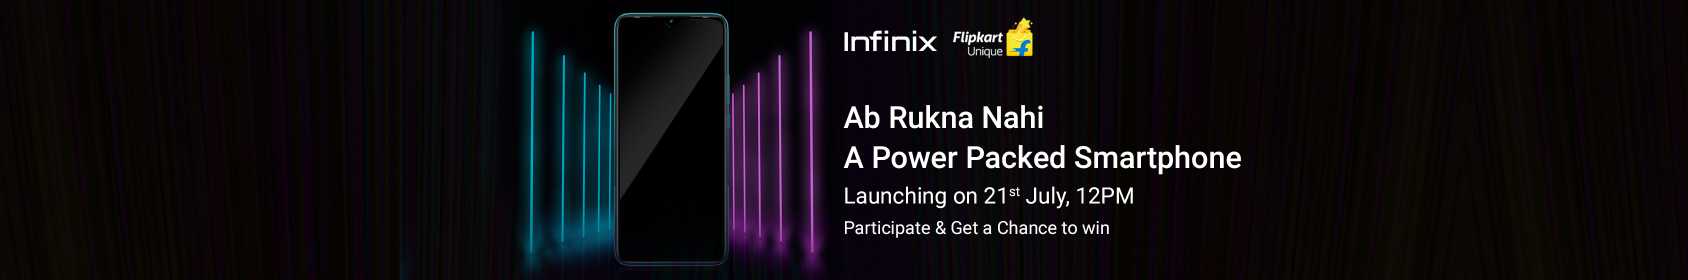 Infinix
Flipkart
Unique
Ab Rukna Nahi
A Power Packed Smartphone
Launching on 21st July, 12PM
Participate & Get a Chance to win